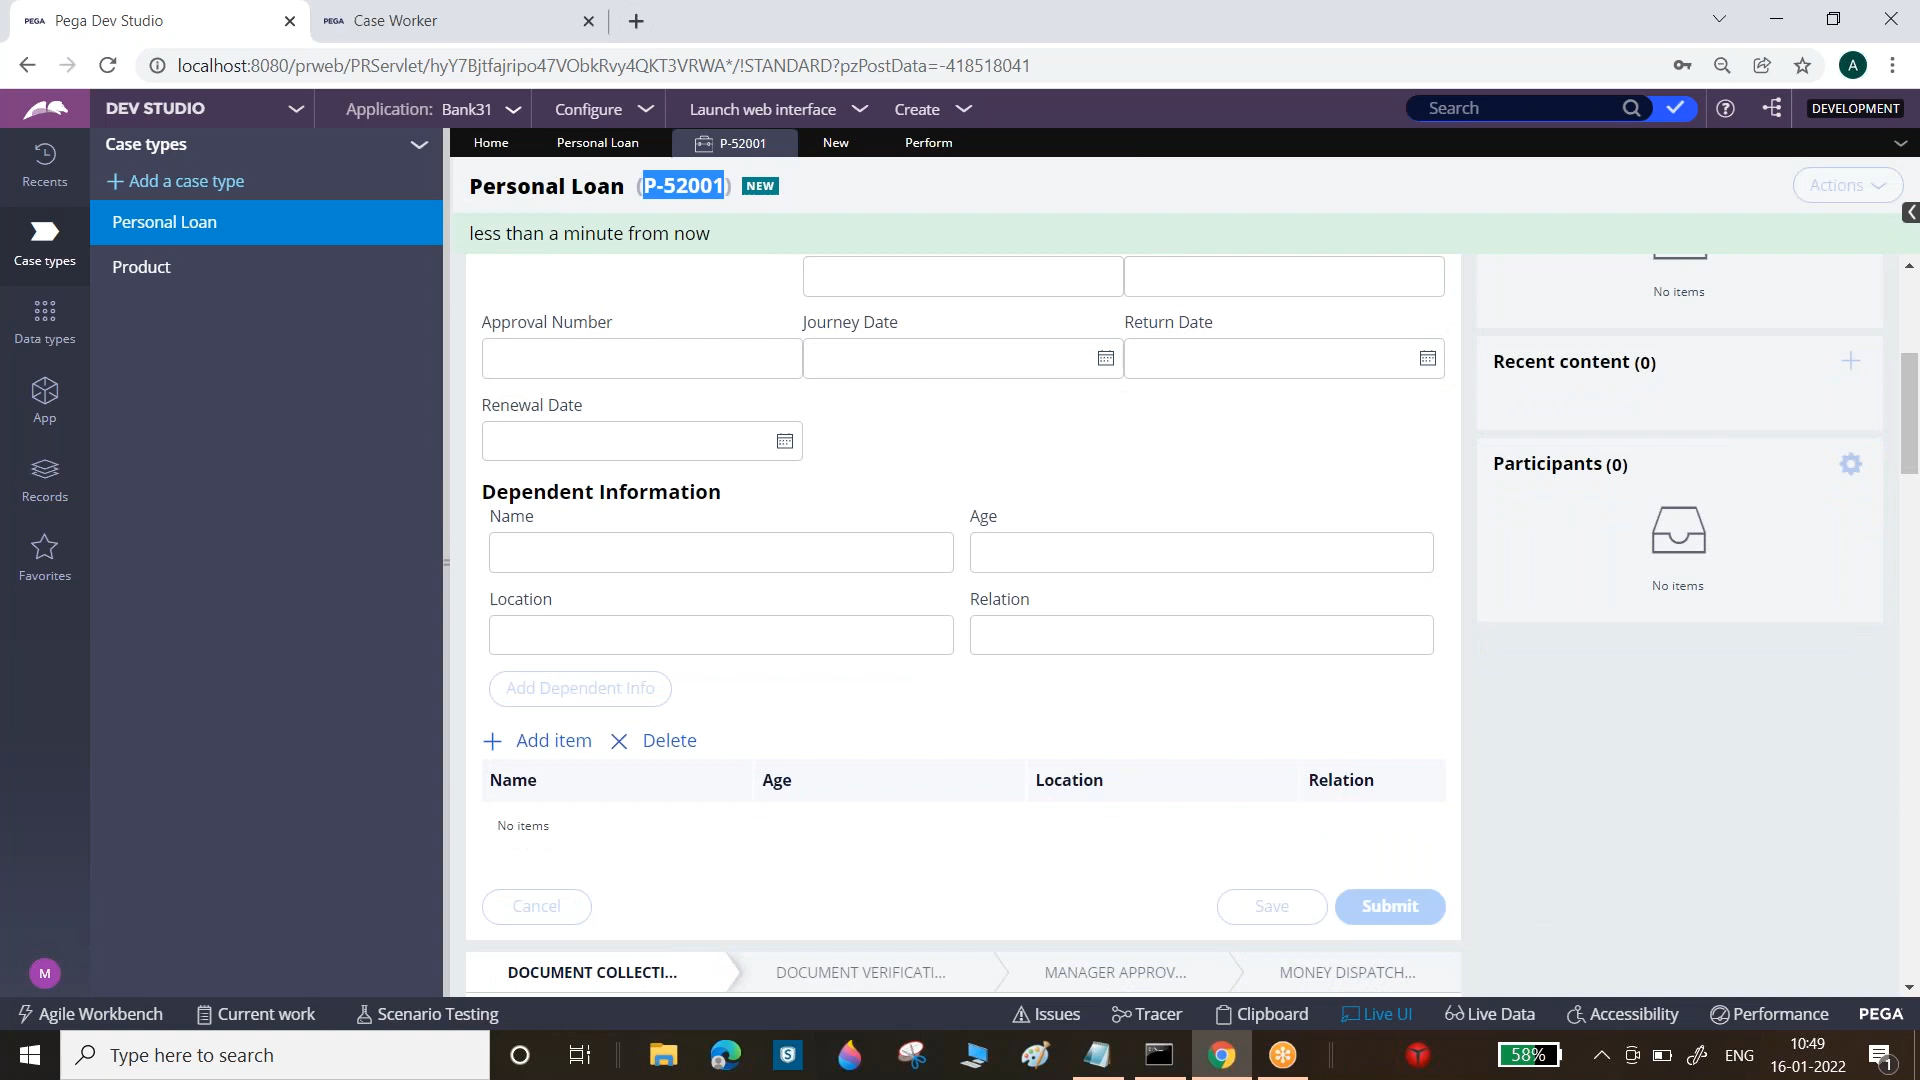 PEGA Pega Dev Studio
PEGA Case Worker
localhost:8080/prweb/PRServlet/hyY7Bjtfajripo47VObkRvy4QKT3VRWA*/!STANDARD?pzPostData=-418518041
A
DEV STUDIO
Application: Bank31
Configure
Launch web interface
Create
Search
DEVELOPMENT
Recents
Case types
Data types
App
Records
Favorites
M
Case types
Add a case type
Personal Loan
Product
Home
Personal Loan
P-52001
New
Perform
Personal Loan (P-52001) NEW
Actions
less than a minute from now
Approval Number
Journey Date
Return Date
Renewal Date
Dependent Information
Name
Age
Location
Relation
Add Dependent Info
Add item
Delete
Name Age Location Relation
No items
Cancel
Save
Submit
DOCUMENT COLLECTI...
DOCUMENT VERIFICATI...
MANAGER APPROV...
MONEY DISPATCH...
No items
Recent content (0)
Participants (0)
No items
Agile Workbench
Current work
Scenario Testing
Issues
Tracer
Clipboard
Live UI
Live Data
Accessibility
Performance
PEGA
Type here to search
58%
ENG
10:49
16-01-2022
1